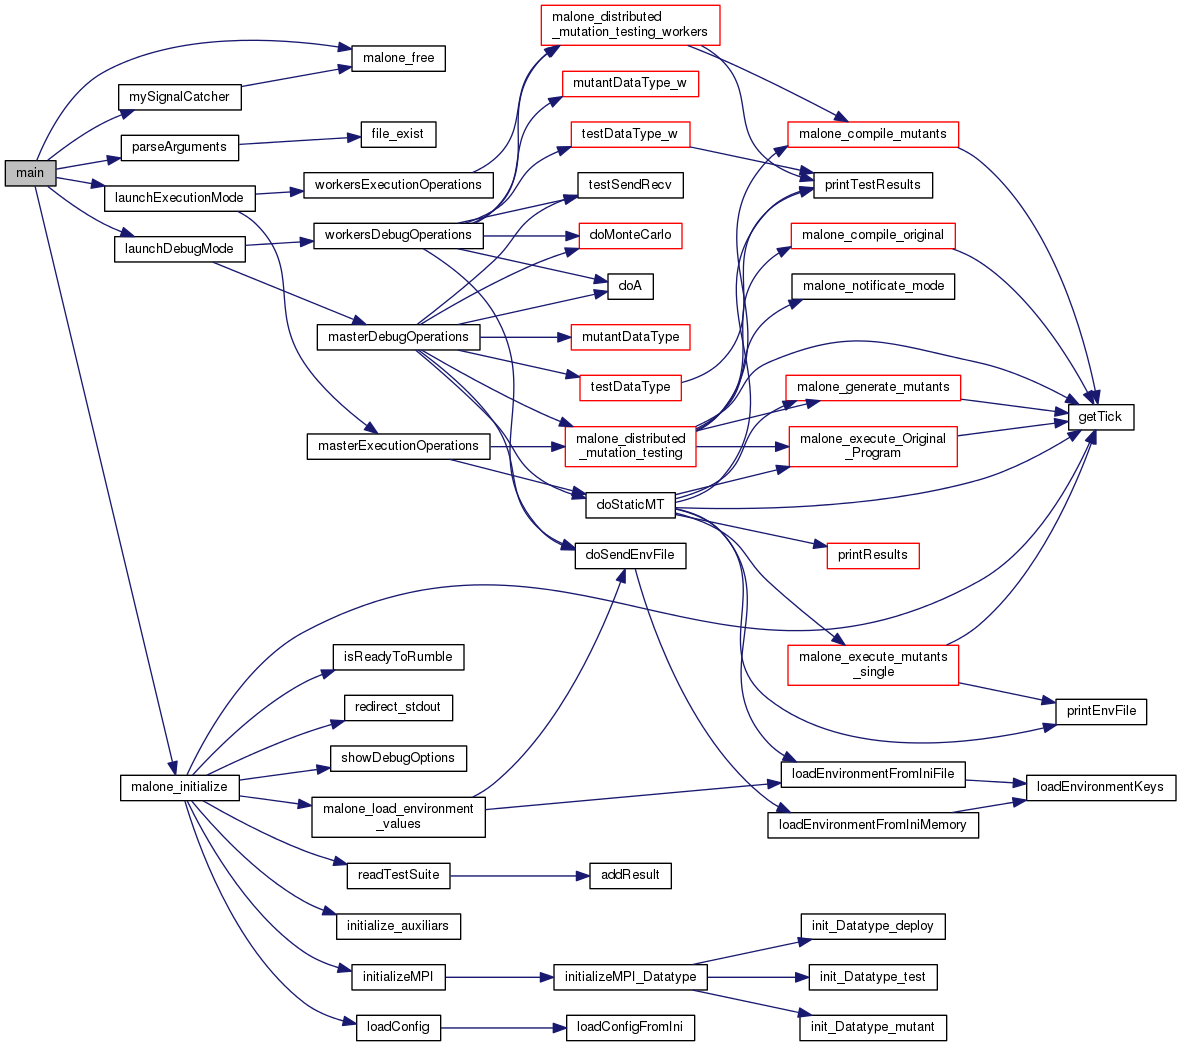 main
malone_free
mySignalCatcher
parseArguments
file_exist
launchExecutionMode
launchDebugMode
workersExecutionOperations
workersDebugOperations
masterDebugOperations
masterExecutionOperations
malone_distributed
_mutation_testing_workers
mutantDataType_w
testDataType_w
testSendRecv
doMonteCarlo
doA
mutantDataType
testDataType
malone_distributed
_mutation_testing
doStaticMT
doSendEnvFile
malone_compile_mutants
printTestResults
malone_compile_original
malone_notificate_mode
malone_generate_mutants
malone_execute_Original
_Program
printResults
malone_execute_mutants
_single
getTick
printEnvFile
malone_initialize
isReadyToRumble
redirect_stdout
showDebugOptions
malone_load_environment
_values
loadEnvironmentFromIniFile
loadEnvironmentFromIniMemory
loadEnvironmentKeys
readTestSuite
addResult
initialize_auxiliars
initializeMPI
initializeMPI_Datatype
init_Datatype_deploy
init_Datatype_test
init_Datatype_mutant
loadConfig
loadConfigFromIni